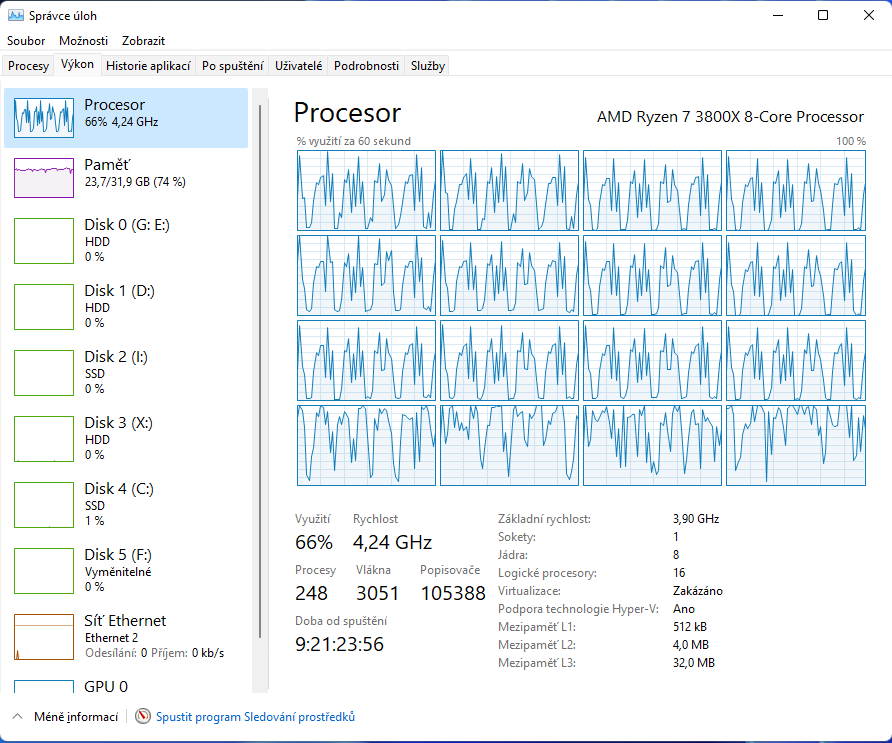 Správce úloh
Soubor Možnosti Zobrazit
Procesy Výkon Historie aplikací Po spuštění Uživatelé Podrobnosti Služby
Procesor
66% 4,24 GHz
Paměť
23,7/31,9 GB (74 %)
Disk 0 (G: E:)
HDD
0 %
Disk 1 (D:)
HDD
0 %
Disk 2 (I:)
SSD
0 %
Disk 3 (X:)
HDD
0 %
Disk 4 (C:)
SSD
1 %
Disk 5 (F:)
Vyměnitelné
0 %
Síť Ethernet
Ethernet 2
Odesílání: 0 Příjem: 0 kb/s
GPU 0
Procesor AMD Ryzen 7 3800X 8-Core Processor
% využití za 60 sekund 100 %
Využití Rychlost
66% 4,24 GHz
Procesy Vlákna Popisovače
248 3051 105388
Doba od spuštění
9:21:23:56
Základní rychlost: 3,90 GHz
Sokety: 1
Jádra: 8
Logické procesory: 16
Virtualizace: Zakázáno
Podpora technologie Hyper-V: Ano
Mezipaměť L1: 512 kB
Mezipaměť L2: 4,0 MB
Mezipaměť L3: 32,0 MB
Méně informací Spustit program Sledování prostředků